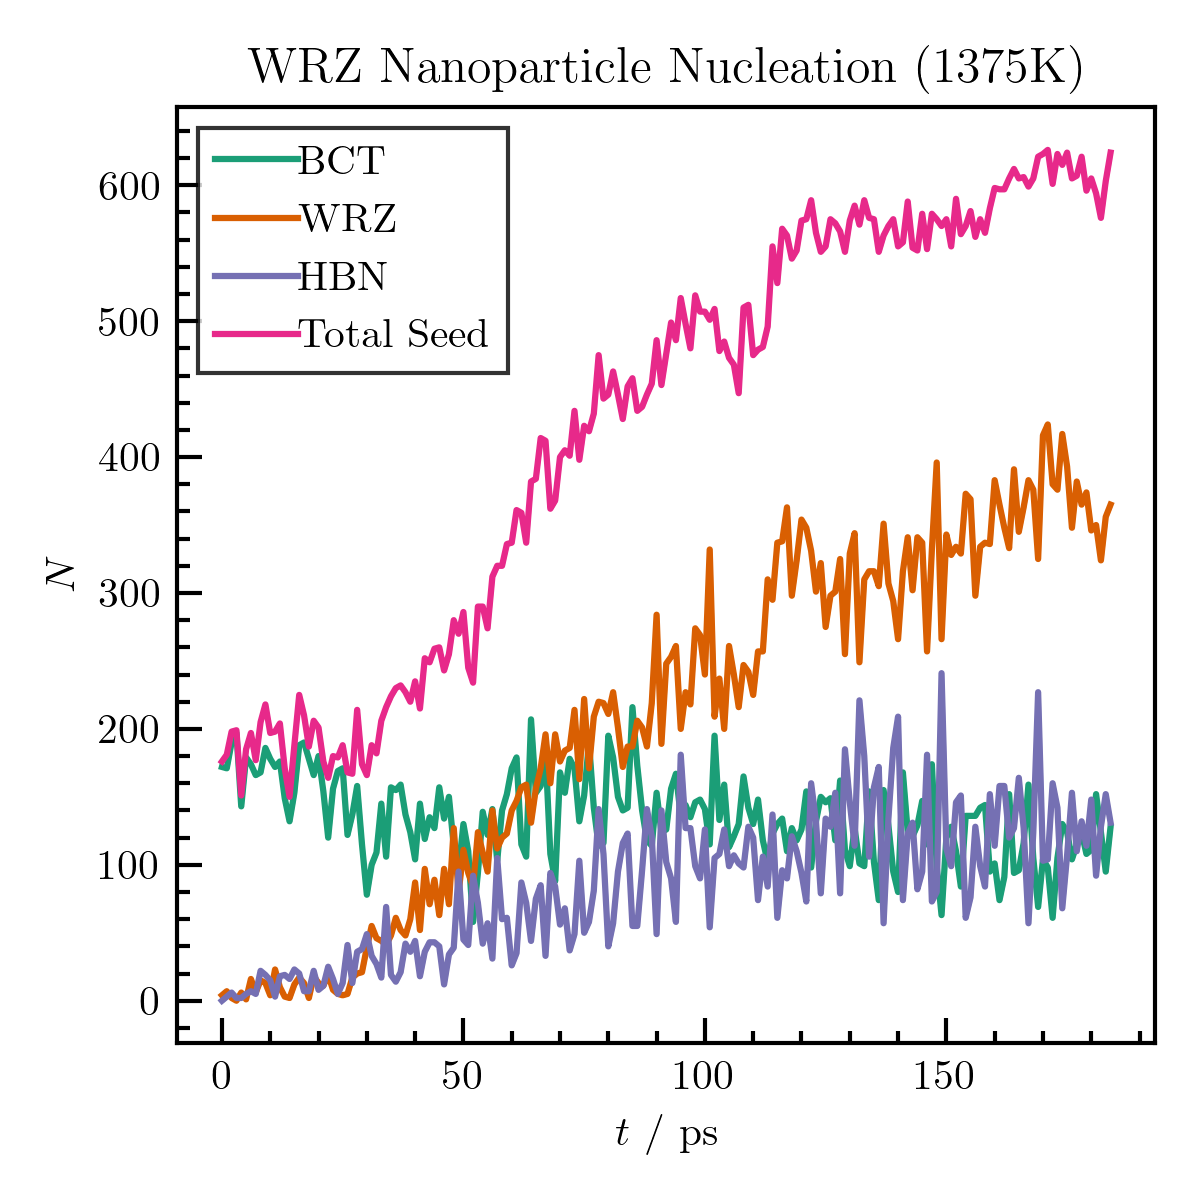 WRZ Nanoparticle Nucleation (1375K)
BCT
WRZ
HBN
Total Seed
600
500
400
300
200
100
0
N
0 50 100 150
t / ps